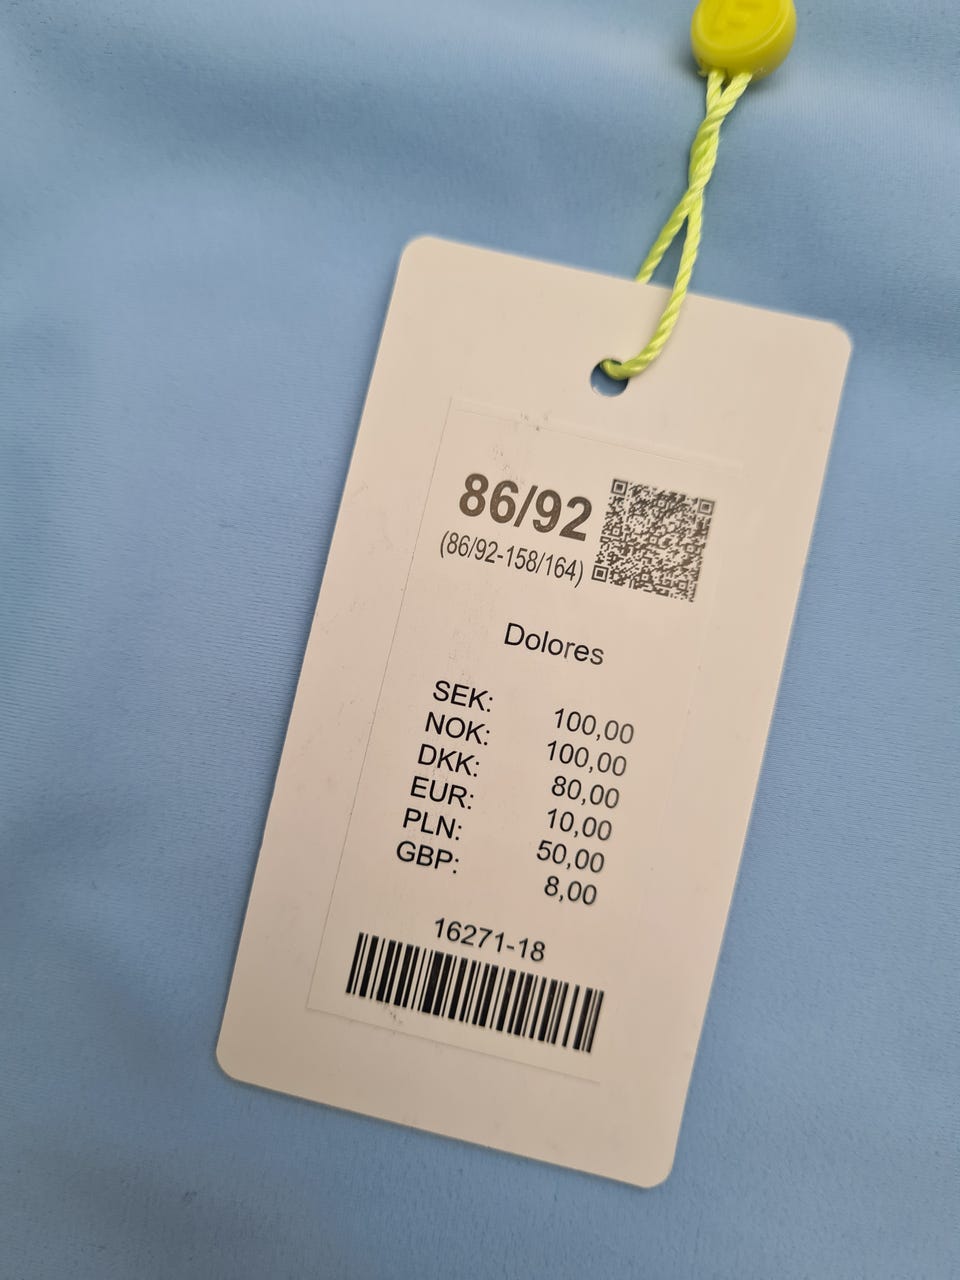 86/92
(86/92-158/164)
Dolores
SEK: 100,00
NOK: 100,00
DKK: 80,00
EUR: 10,00
PLN: 50,00
GBP: 8,00
16271-18